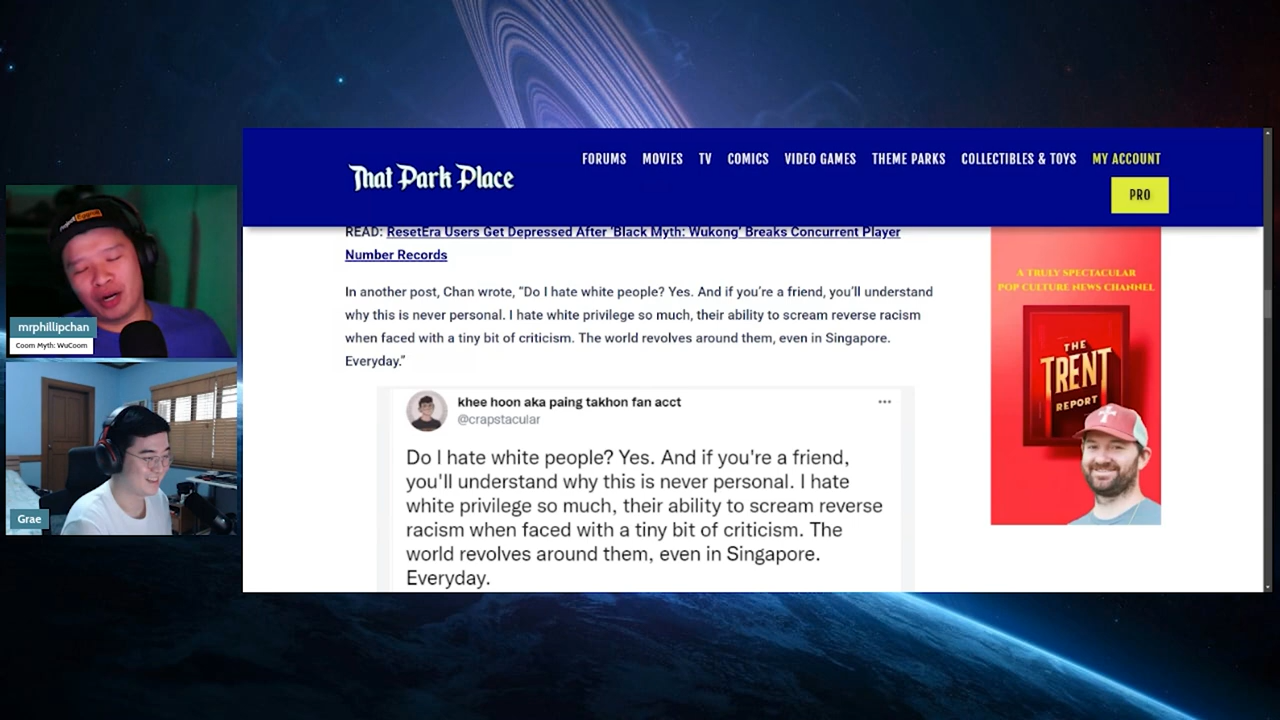 That Park Place
FORUMS MOVIES TV COMICS VIDEO GAMES THEME PARKS COLLECTIBLES & TOYS MY ACCOUNT
PRO
READ: ResetEra Users Get Depressed After 'Black Myth: Wukong' Breaks Concurrent Player
Number Records
In another post, Chan wrote, “Do I hate white people? Yes. And if you’re a friend, you’ll understand
why this is never personal. I hate white privilege so much, their ability to scream reverse racism
when faced with a tiny bit of criticism. The world revolves around them, even in Singapore.
Everyday.”
khee hoon aka paing takhon fan acct
@crapstacular
Do I hate white people? Yes. And if you're a friend,
you'll understand why this is never personal. I hate
white privilege so much, their ability to scream reverse
racism when faced with a tiny bit of criticism. The
world revolves around them, even in Singapore.
Everyday.
A TRULY SPECTACULAR
POP CULTURE NEWS CHANNEL
THE
TRENT
REPORT
mrphillipchan
Coom Myth: WuCoom
Grae